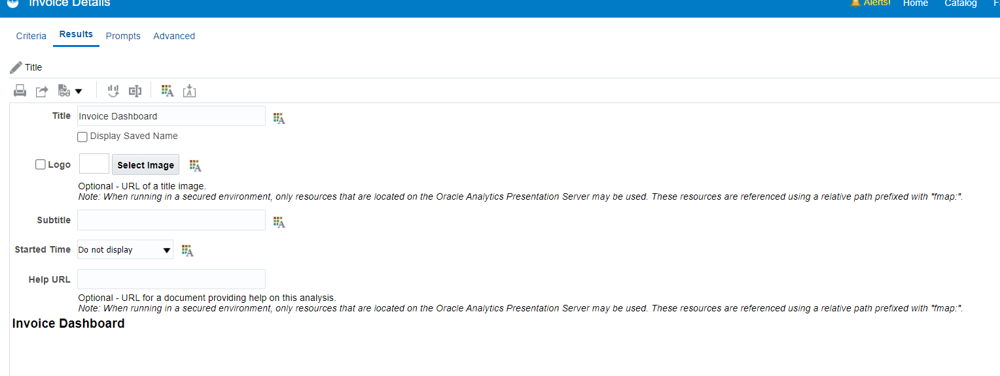 Invoice Details
Alerts! Home Catalog
Criteria Results Prompts Advanced
Title
Title Invoice Dashboard
Display Saved Name
Logo Select Image
Optional - URL of a title image.
Note: When running in a secured environment, only resources that are located on the Oracle Analytics Presentation Server may be used. These resources are referenced using a relative path prefixed with "fmap:".
Subtitle
Started Time Do not display
Help URL
Optional - URL for a document providing help on this analysis.
Note: When running in a secured environment, only resources that are located on the Oracle Analytics Presentation Server may be used. These resources are referenced using a relative path prefixed with "fmap:".
Invoice Dashboard